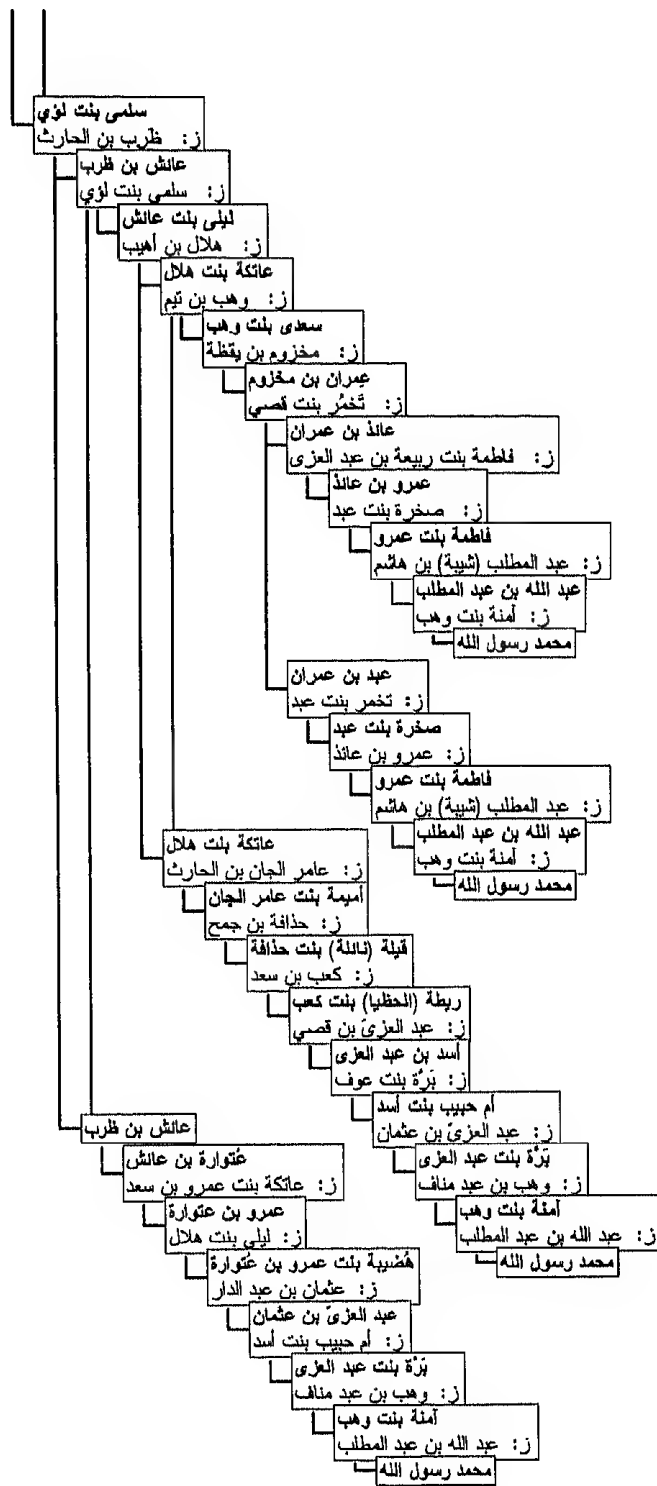 سلمى بنت لؤي
ز: ظرب بن الحارث
عائش بن ظرب
ز: سلمى بنت لؤي
ليلى بنت عائش
ز: هلال بن أهيب
عاتكة بنت هلال
ز: وهب بن تيم
سعدى بنت وهب
ز: مخزوم بن يقظة
عمران بن مخزوم
ز: تَخمُر بنت قصي
عائذ بن عمران
ز: فاطمة بنت ربيعة بن عبد العزى
عمرو بن عائذ
ز: صخرة بنت عبد
فاطمة بنت عمرو
ز: عبد المطلب (شيبة) بن هاشم
عبد الله بن عبد المطلب
ز: آمنة بنت وهب
محمد رسول الله
عبد بن عمران
ز: تخمر بنت عبد
صخرة بنت عبد
ز: عمرو بن عائذ
فاطمة بنت عمرو
ز: عبد المطلب (شيبة) بن هاشم
عبد الله بن عبد المطلب
ز: آمنة بنت وهب
محمد رسول الله
عاتكة بنت هلال
ز: عامر الجان بن الحارث
أميمة بنت عامر الجان
ز: حذافة بن جمح
قيلة (نائلة) بنت حذافة
ز: كعب بن سعد
ريطة (الحظيا) بنت كعب
ز: عبد العزىّ بن قصي
أسد بن عبد العزى
ز: بَرَّة بنت عوف
أم حبيب بنت أسد
ز: عبد العزىّ بن عثمان
بَرَّة بنت عبد العزى
ز: وهب بن عبد مناف
آمنة بنت وهب
ز: عبد الله بن عبد المطلب
محمد رسول الله
عائش بن ظرب
عُتوارة بن عائش
ز: عاتكة بنت عمرو بن سعد
عمرو بن عتوارة
ز: ليلى بنت هلال
هُضيبة بنت عمرو بن عُتوارة
ز: عثمان بن عبد الدار
عبد العزىّ بن عثمان
ز: أم حبيب بنت أسد
بَرَّة بنت عبد العزى
ز: وهب بن عبد مناف
آمنة بنت وهب
ز: عبد الله بن عبد المطلب
محمد رسول الله